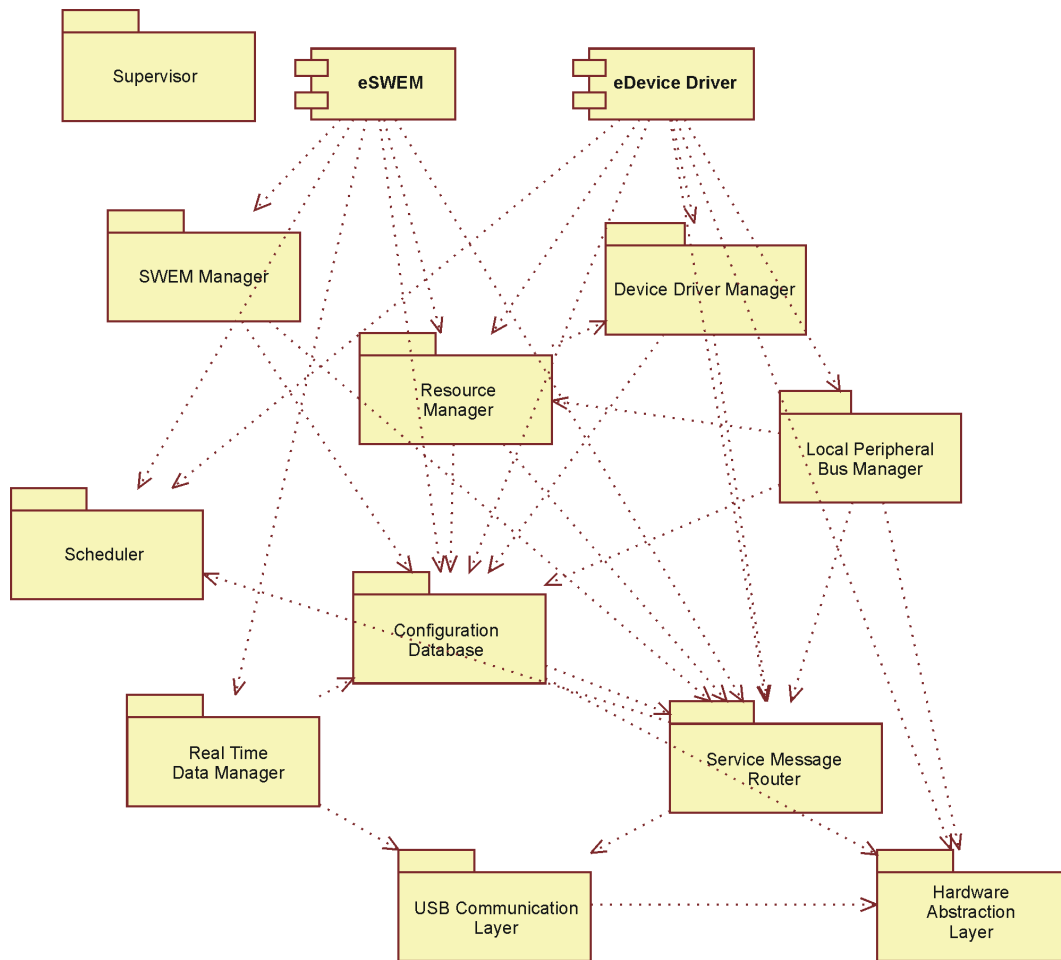 Supervisor
eSWEM
eDevice Driver
SWEM Manager
Device Driver Manager
Resource
Manager
Local Peripheral
Bus Manager
Scheduler
Configuration
Database
Real Time
Data Manager
Service Message
Router
USB Communication
Layer
Hardware
Abstraction
Layer